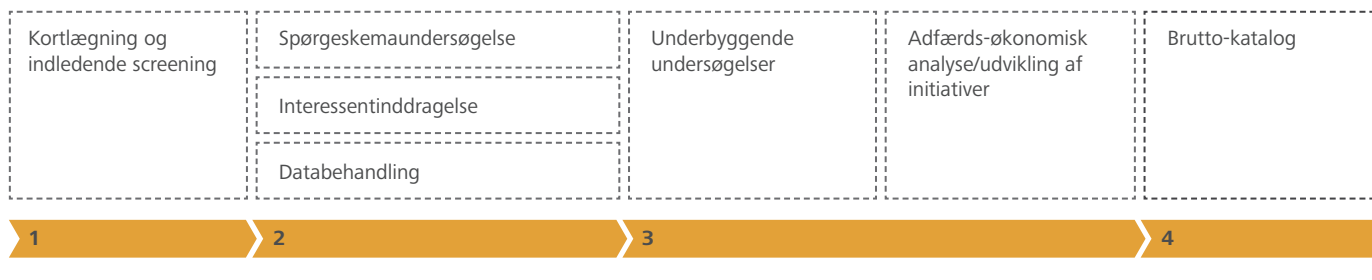 Kortlægning og
indledende screening
Spørgeskemaundersøgelse
Interessentinddragelse
Databehandling
Underbyggende
undersøgelser
Adfærds-økonomisk
analyse/udvikling af
initiativer
Brutto-katalog
1
2
3
4